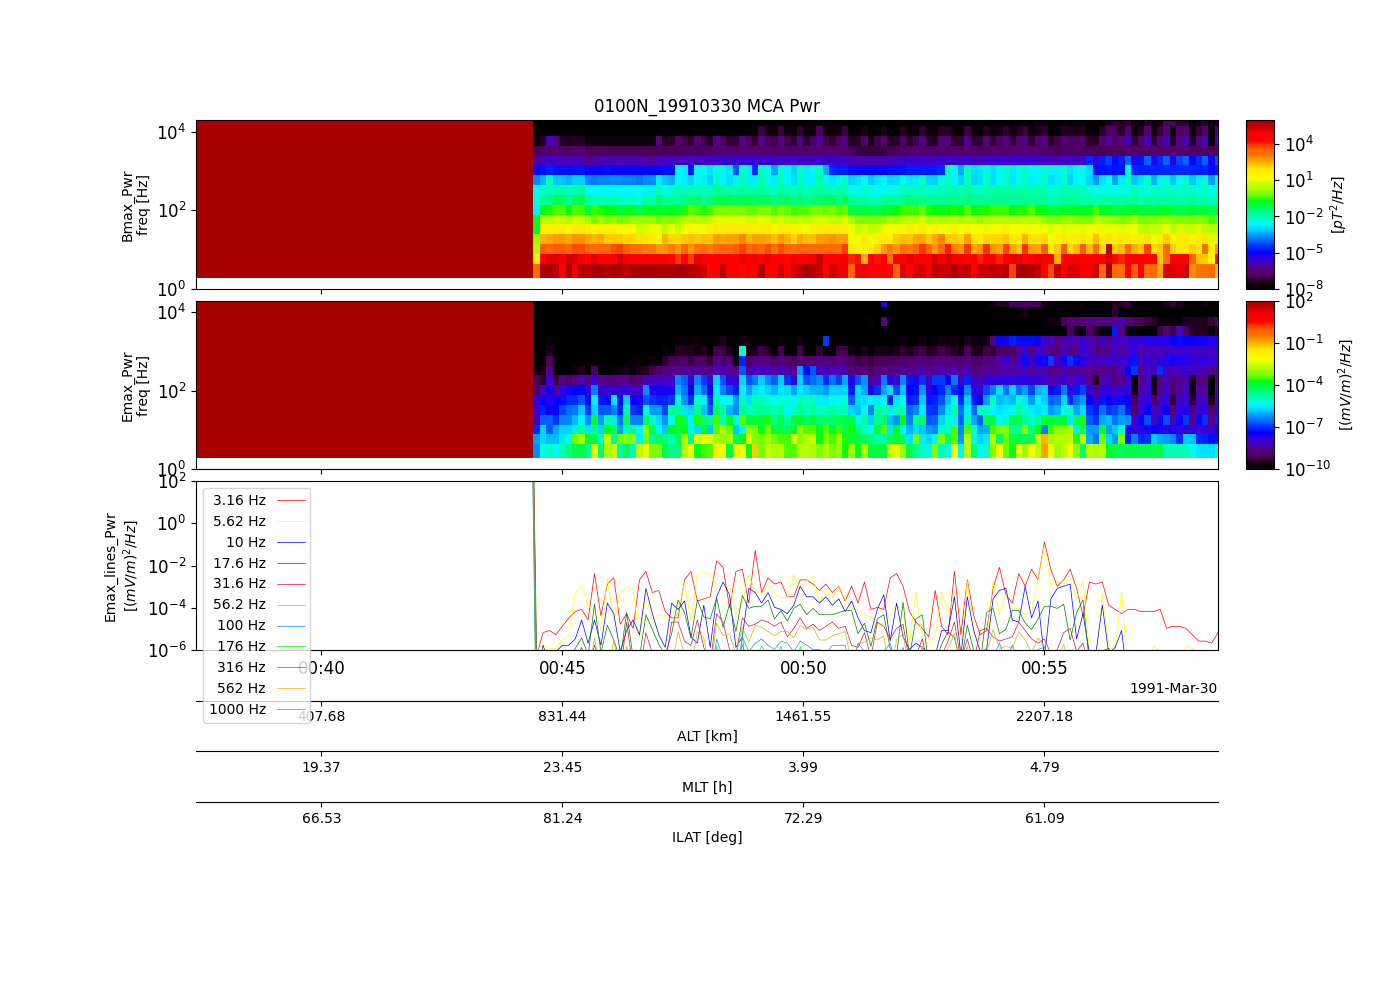 0100N_19910330 MCA Pwr
Bmax_Pwr
freq [Hz]
10^4
10^2
10^0
10^4
10^1
10^-2
10^-5
10^-8
[pT^2/Hz]
Emax_Pwr
freq [Hz]
10^4
10^2
10^0
10^2
10^-1
10^-4
10^-7
10^-10
[(mV/m)^2/Hz]
Emax_lines_Pwr
[(mV/m)^2/Hz]
10^2
10^0
10^-2
10^-4
10^-6
3.16 Hz
5.62 Hz
10 Hz
17.6 Hz
31.6 Hz
56.2 Hz
100 Hz
176 Hz
316 Hz
562 Hz
1000 Hz
00:40 00:45 00:50 00:55
1991-Mar-30
407.68 831.44 1461.55 2207.18
ALT [km]
19.37 23.45 3.99 4.79
MLT [h]
66.53 81.24 72.29 61.09
ILAT [deg]